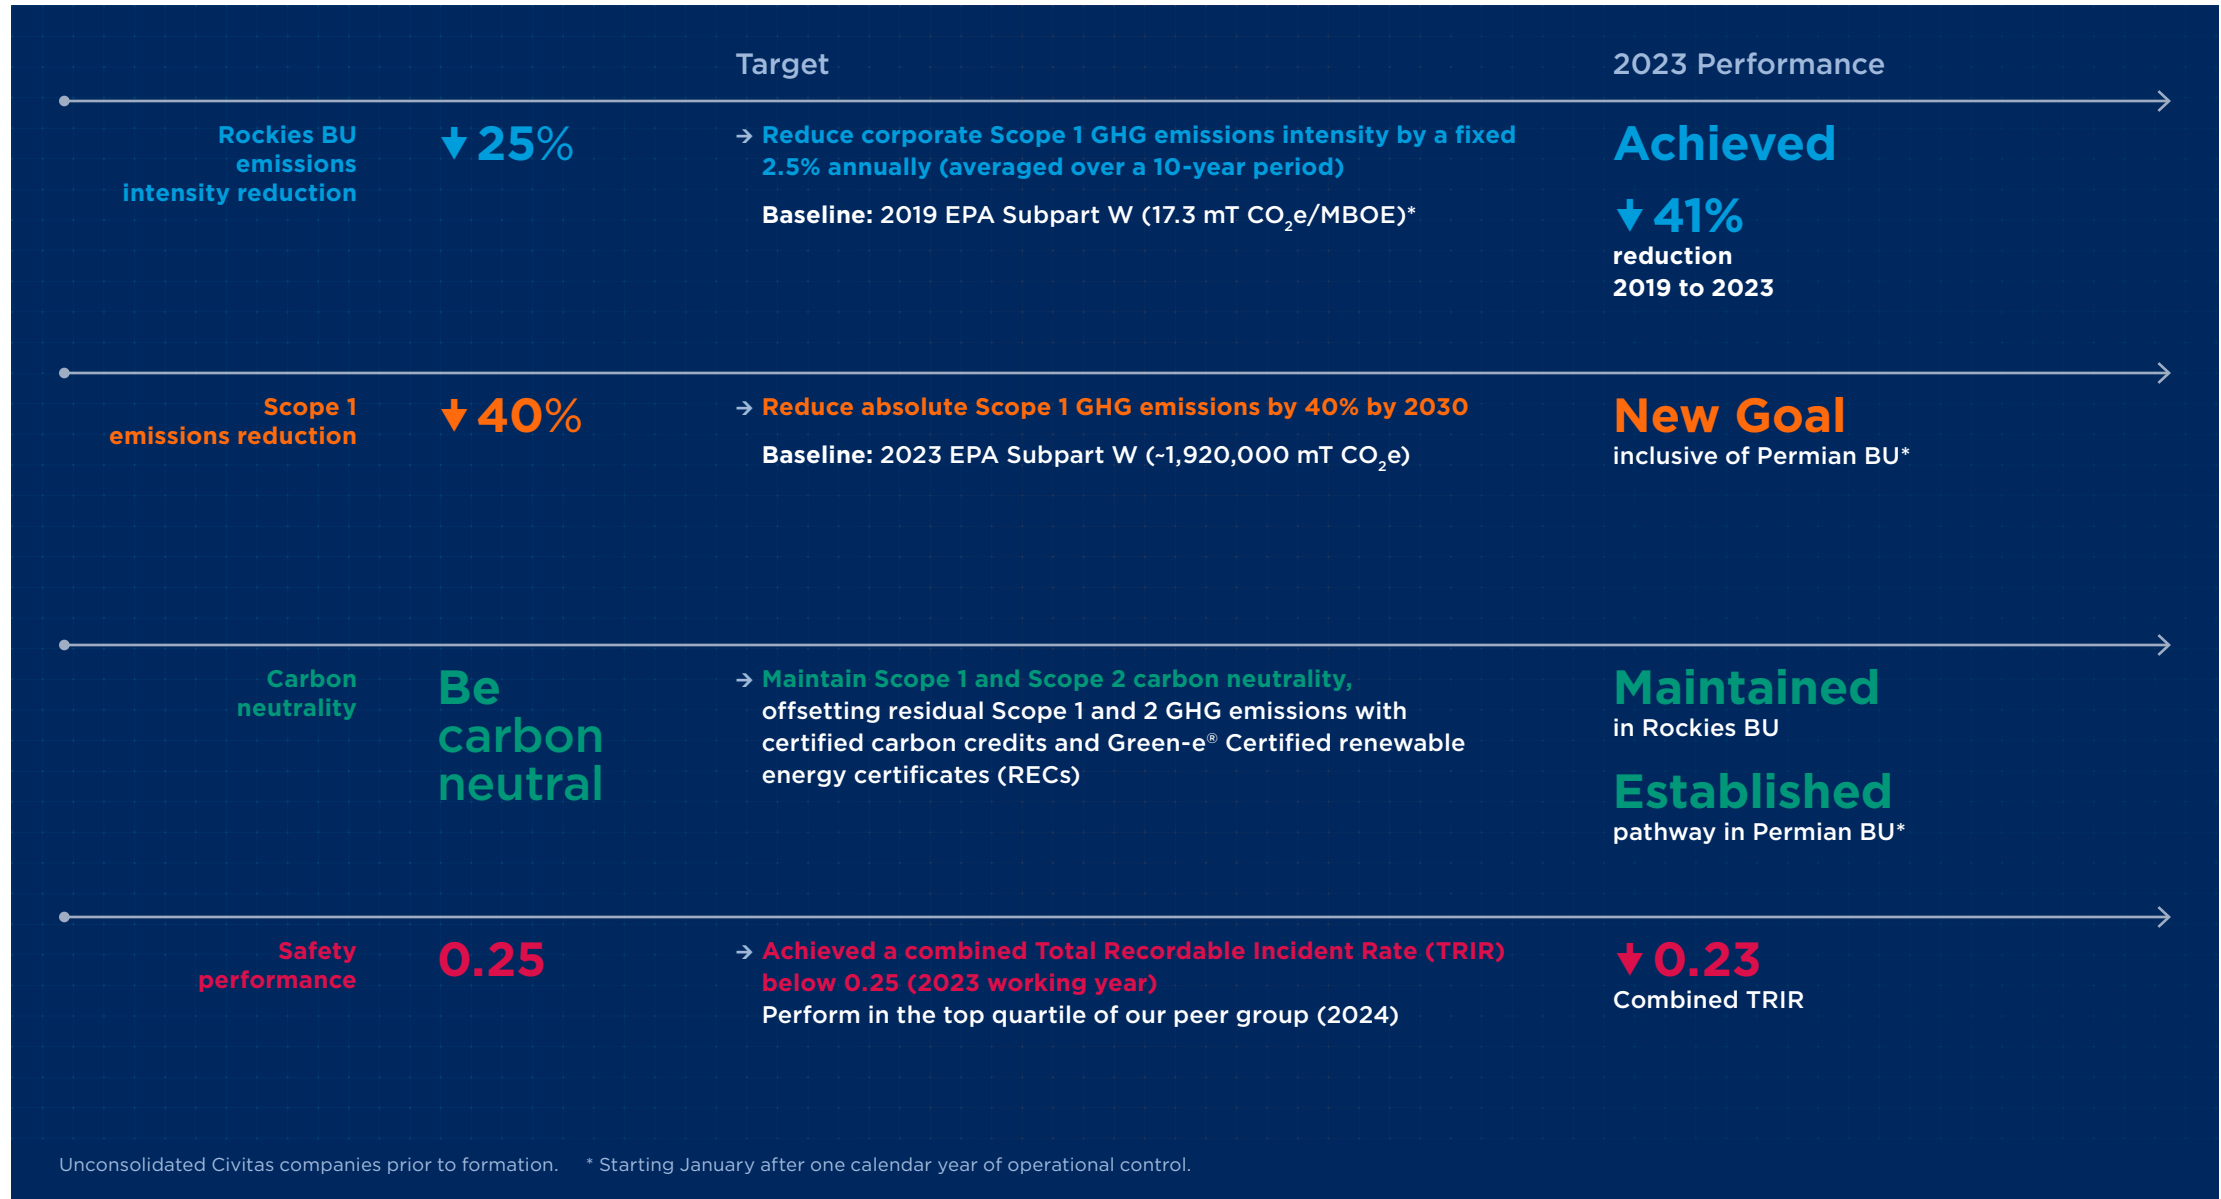 Target
2023 Performance
Rockies BU
emissions
intensity reduction
25%
→ Reduce corporate Scope 1 GHG emissions intensity by a fixed
2.5% annually (averaged over a 10-year period)
Baseline: 2019 EPA Subpart W (17.3 mT CO₂e/MBOE)*
Achieved
41%
reduction
2019 to 2023
Scope 1
emissions reduction
40%
→ Reduce absolute Scope 1 GHG emissions by 40% by 2030
Baseline: 2023 EPA Subpart W (~1,920,000 mT CO₂e)
New Goal
inclusive of Permian BU*
Carbon
neutrality
Be
carbon
neutral
→ Maintain Scope 1 and Scope 2 carbon neutrality,
offsetting residual Scope 1 and 2 GHG emissions with
certified carbon credits and Green-e® Certified renewable
energy certificates (RECs)
Maintained
in Rockies BU
Established
pathway in Permian BU*
Safety
performance
0.25
→ Achieved a combined Total Recordable Incident Rate (TRIR)
below 0.25 (2023 working year)
Perform in the top quartile of our peer group (2024)
0.23
Combined TRIR
Unconsolidated Civitas companies prior to formation. * Starting January after one calendar year of operational control.